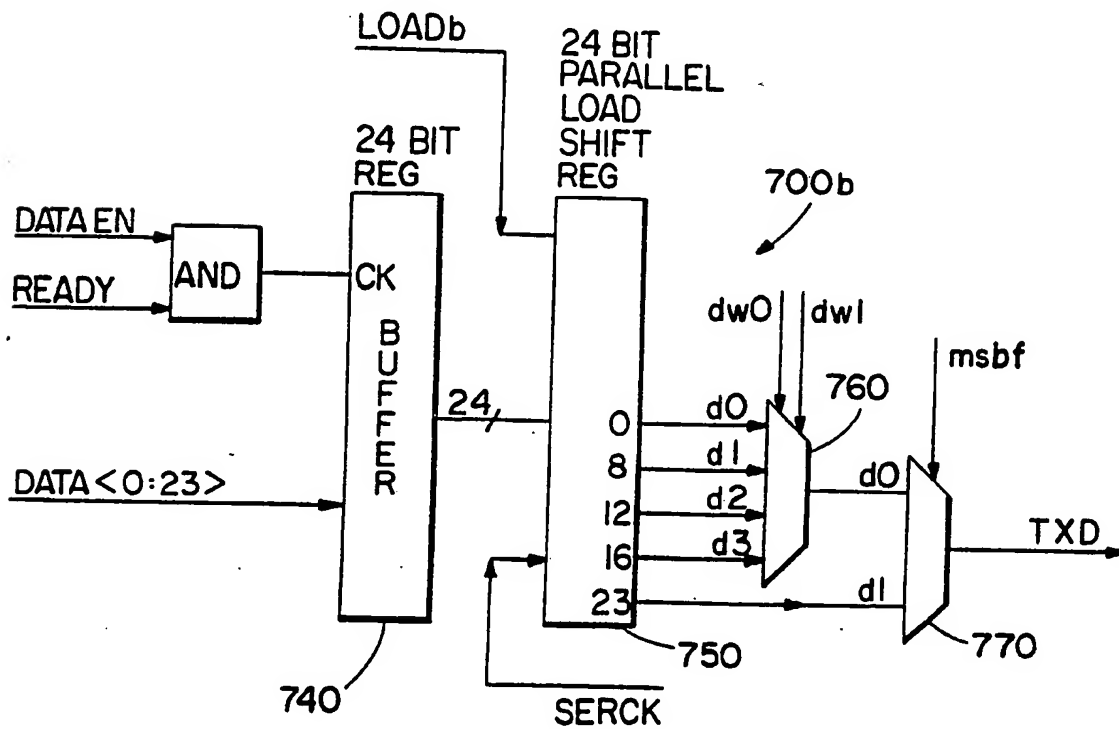 LOADb
24 BIT
PARALLEL
LOAD
SHIFT
REG
24 BIT
REG
700b
DATA EN
READY
AND
CK
BUFFER
dw0
dw1
msbf
760
24
0
d0
8
d1
12
d2
16
d3
23
d0
d1
TXD
DATA<0:23>
740
750
770
SERCK